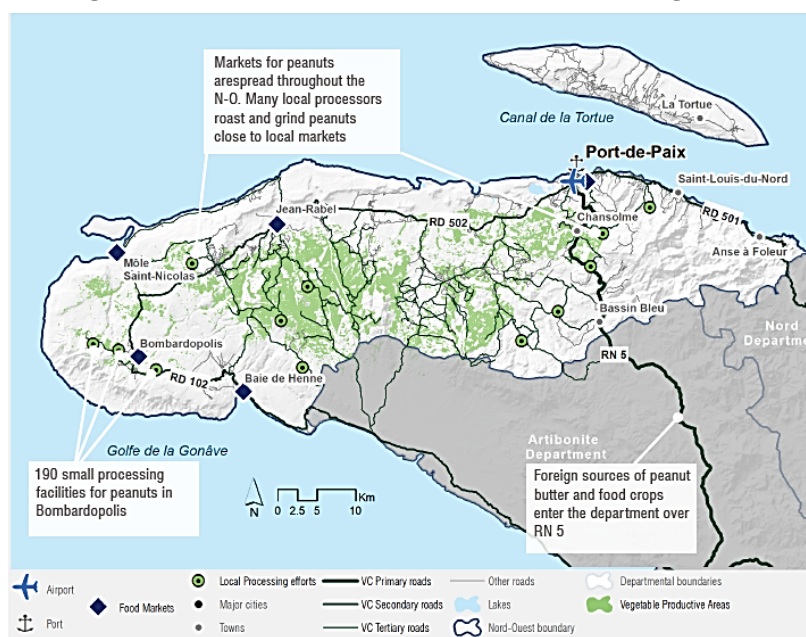 Markets for peanuts
arespread throughout the
N-O. Many local processors
roast and grind peanuts
close to local markets
La Tortue
Canal de la Tortue
Port-de-Paix
Saint-Louis-du-Nord
Jean-Rabel
RD 502
Chansolme
RD 501
Môle
Saint-Nicolas
Anse à Foleur
Bassin Bleu
Nord
Bombardopolis
RN 5
RD 102
Baie de Henne
Golfe de la Gonâve
Artibonite
Department
190 small processing
facilities for peanuts in
Bombardopolis
Foreign sources of peanut
butter and food crops
enter the department over
RN 5
N
0 2.5 5 10 Km
Airport
Port
Food Markets
Local Processing efforts
Major cities
Towns
VC Primary roads
VC Secondary roads
VC Tertiary roads
Other roads
Lakes
Nord-Ouest boundary
Departmental boundaries
Vegetable Productive Areas